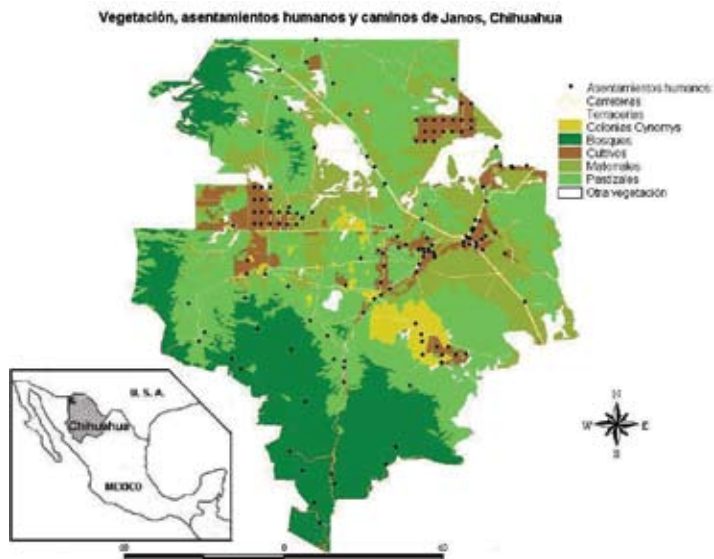 Vegetación, asentamientos humanos y caminos de Janos, Chihuahua
Asentamientos humanos
Carreteras
Terracerías
Colonias Cynomys
Bosques
Cultivos
Matorrales
Pastizales
Otra vegetación
U. S. A.
Chihuahua
MEXICO
N
W
E
S
0